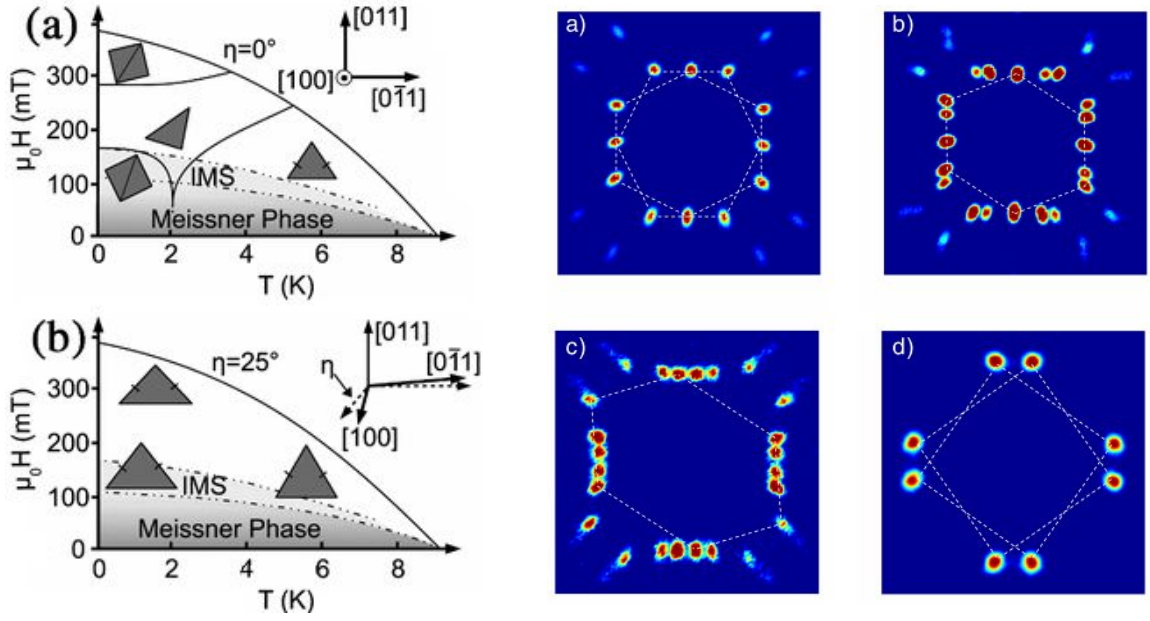 (a)
η=0°
[011]
[100]
[01̄1]
μ₀H (mT)
300
200
100
0
IMS
Meissner Phase
0 2 4 6 8
T (K)
(b)
η=25°
[011]
[01̄1]
η
[100]
μ₀H (mT)
300
200
100
0
IMS
Meissner Phase
0 2 4 6 8
T (K)
a)
b)
c)
d)